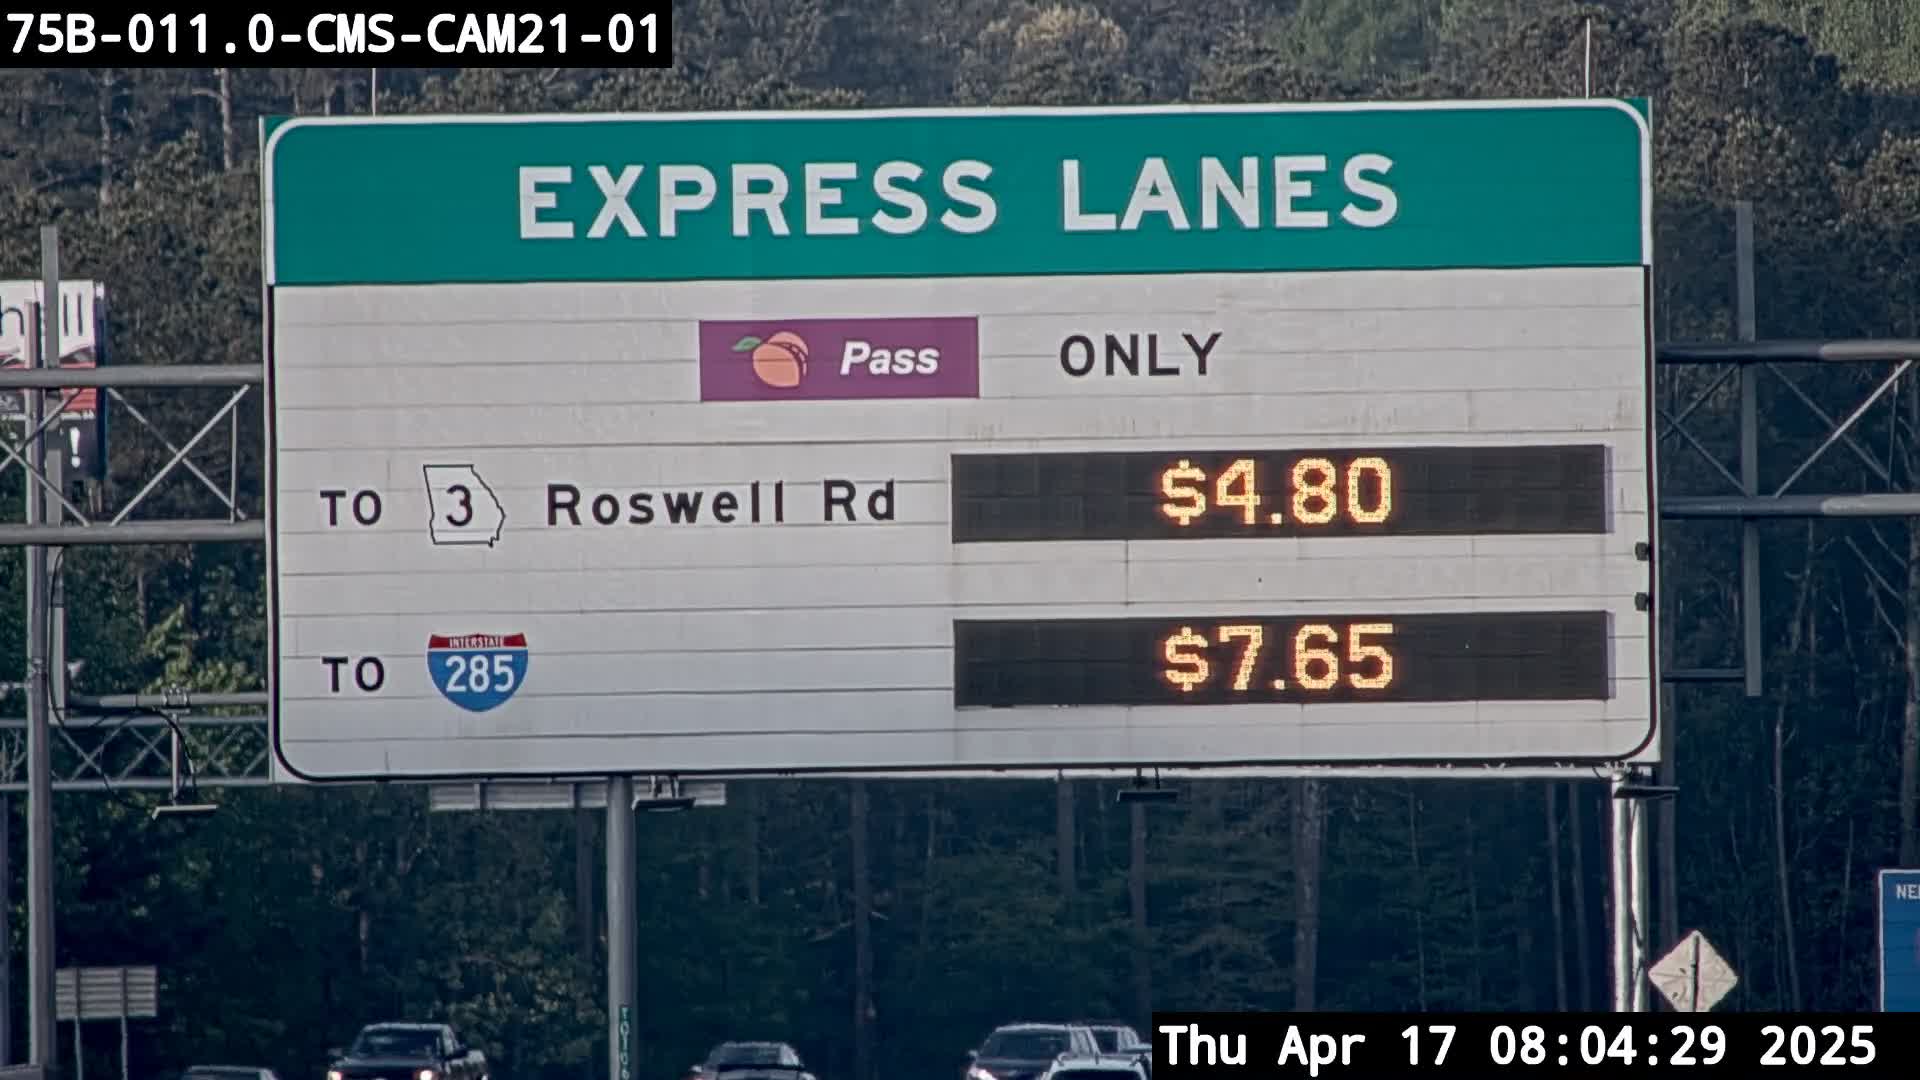 75B-011.0-CMS-CAM21-01
EXPRESS LANES
Pass ONLY
TO 3 Roswell Rd $4.80
TO INTERSTATE 285 $7.65
!
Thu Apr 17 08:04:29 2025